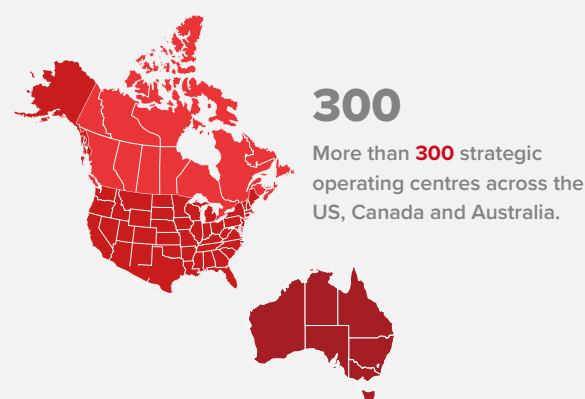 300
More than 300 strategic
operating centres across the
US, Canada and Australia.